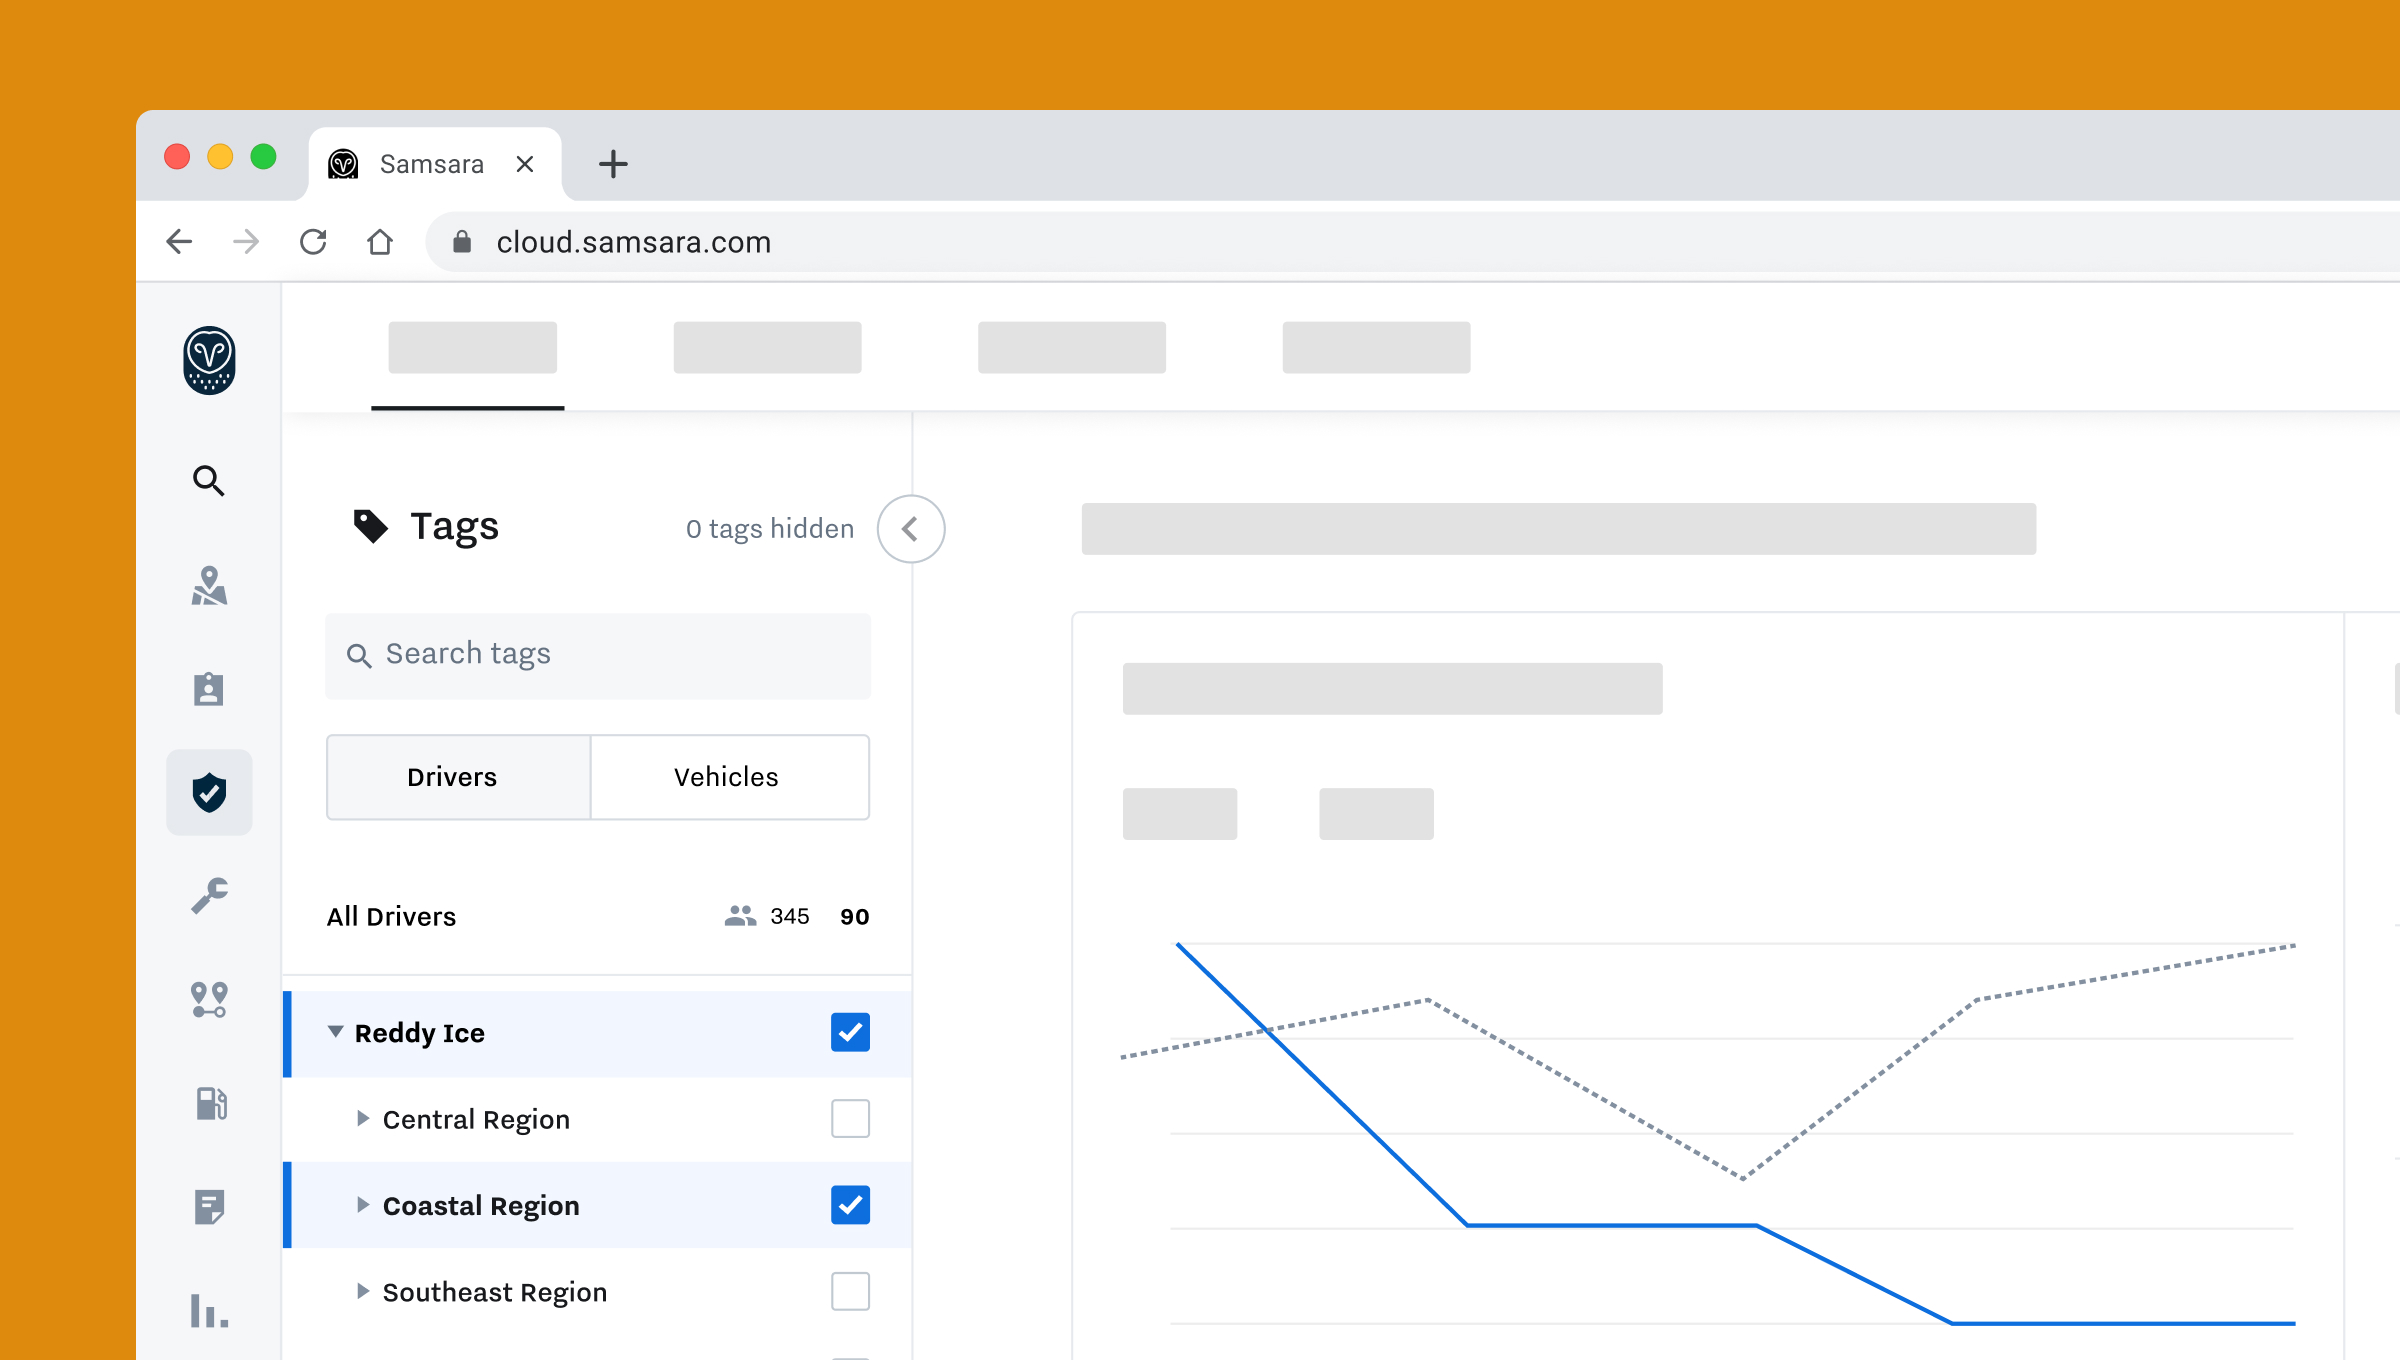 Samsara
cloud.samsara.com
Tags
0 tags hidden
Search tags
Drivers
Vehicles
All Drivers 345 90
Reddy Ice
Central Region
Coastal Region
Southeast Region